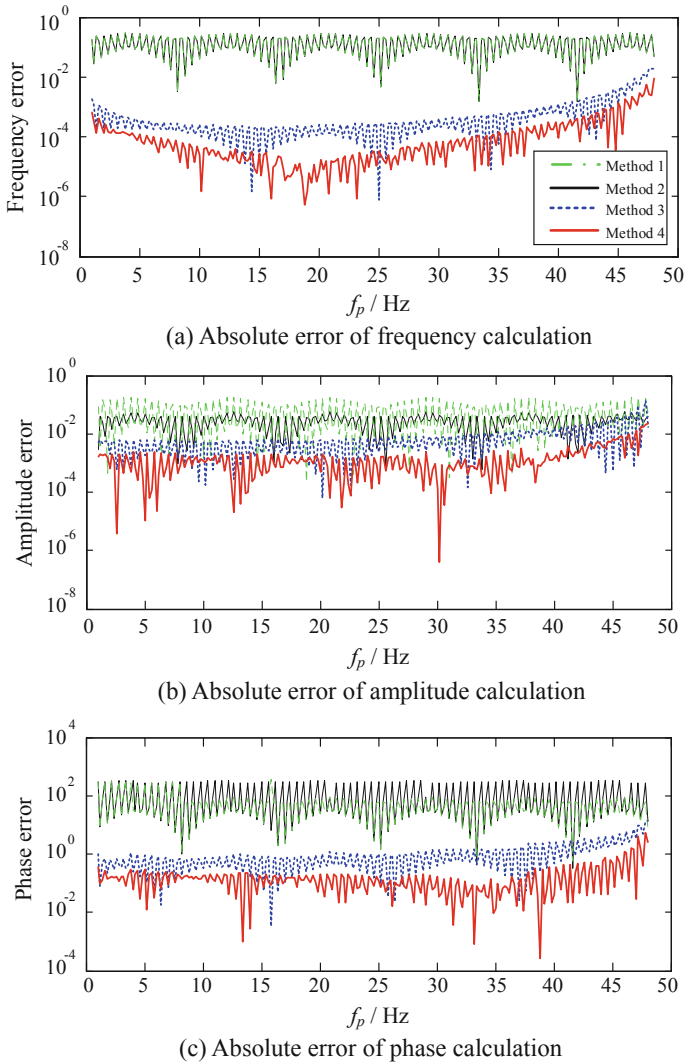 10^0
10^-2
10^-4
10^-6
10^-8
Frequency error
Method 1
Method 2
Method 3
Method 4
0 5 10 15 20 25 30 35 40 45 50
f_p / Hz
(a) Absolute error of frequency calculation
10^0
10^-2
10^-4
10^-6
10^-8
Amplitude error
0 5 10 15 20 25 30 35 40 45 50
f_p / Hz
(b) Absolute error of amplitude calculation
10^4
10^2
10^0
10^-2
10^-4
Phase error
0 5 10 15 20 25 30 35 40 45 50
f_p / Hz
(c) Absolute error of phase calculation